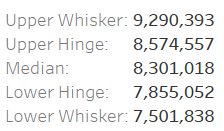 Upper Whisker: 9,290,393
Upper Hinge: 8,574,557
Median: 8,301,018
Lower Hinge: 7,855,052
Lower Whisker: 7,501,838